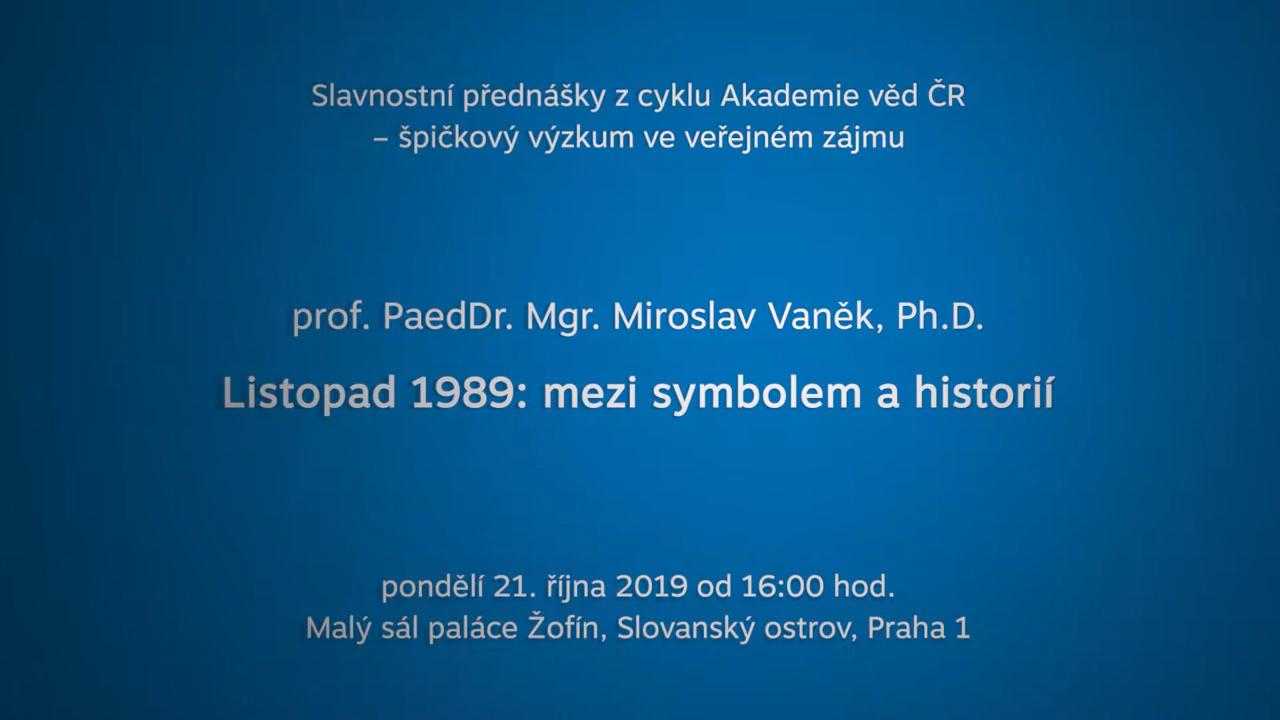 Slavnostní přednášky z cyklu Akademie věd ČR
– špičkový výzkum ve veřejném zájmu
prof. PaedDr. Mgr. Miroslav Vaněk, Ph.D.
Listopad 1989: mezi symbolem a historií
pondělí 21. října 2019 od 16:00 hod.
Malý sál paláce Žofín, Slovanský ostrov, Praha 1